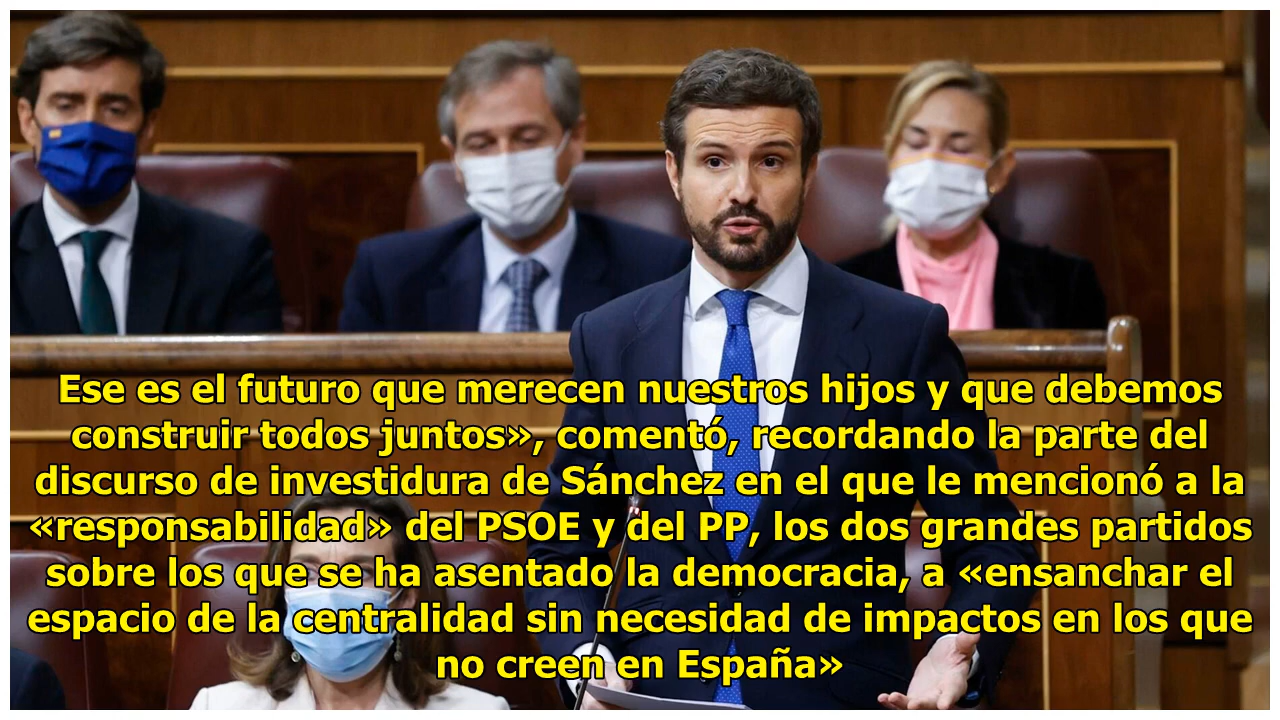 Ese es el futuro que merecen nuestros hijos y que debemos
construir todos juntos», comentó, recordando la parte del
discurso de investidura de Sánchez en el que le mencionó a la
«responsabilidad» del PSOE y del PP, los dos grandes partidos
sobre los que se ha asentado la democracia, a «ensanchar el
espacio de la centralidad sin necesidad de impactos en los que
no creen en España»